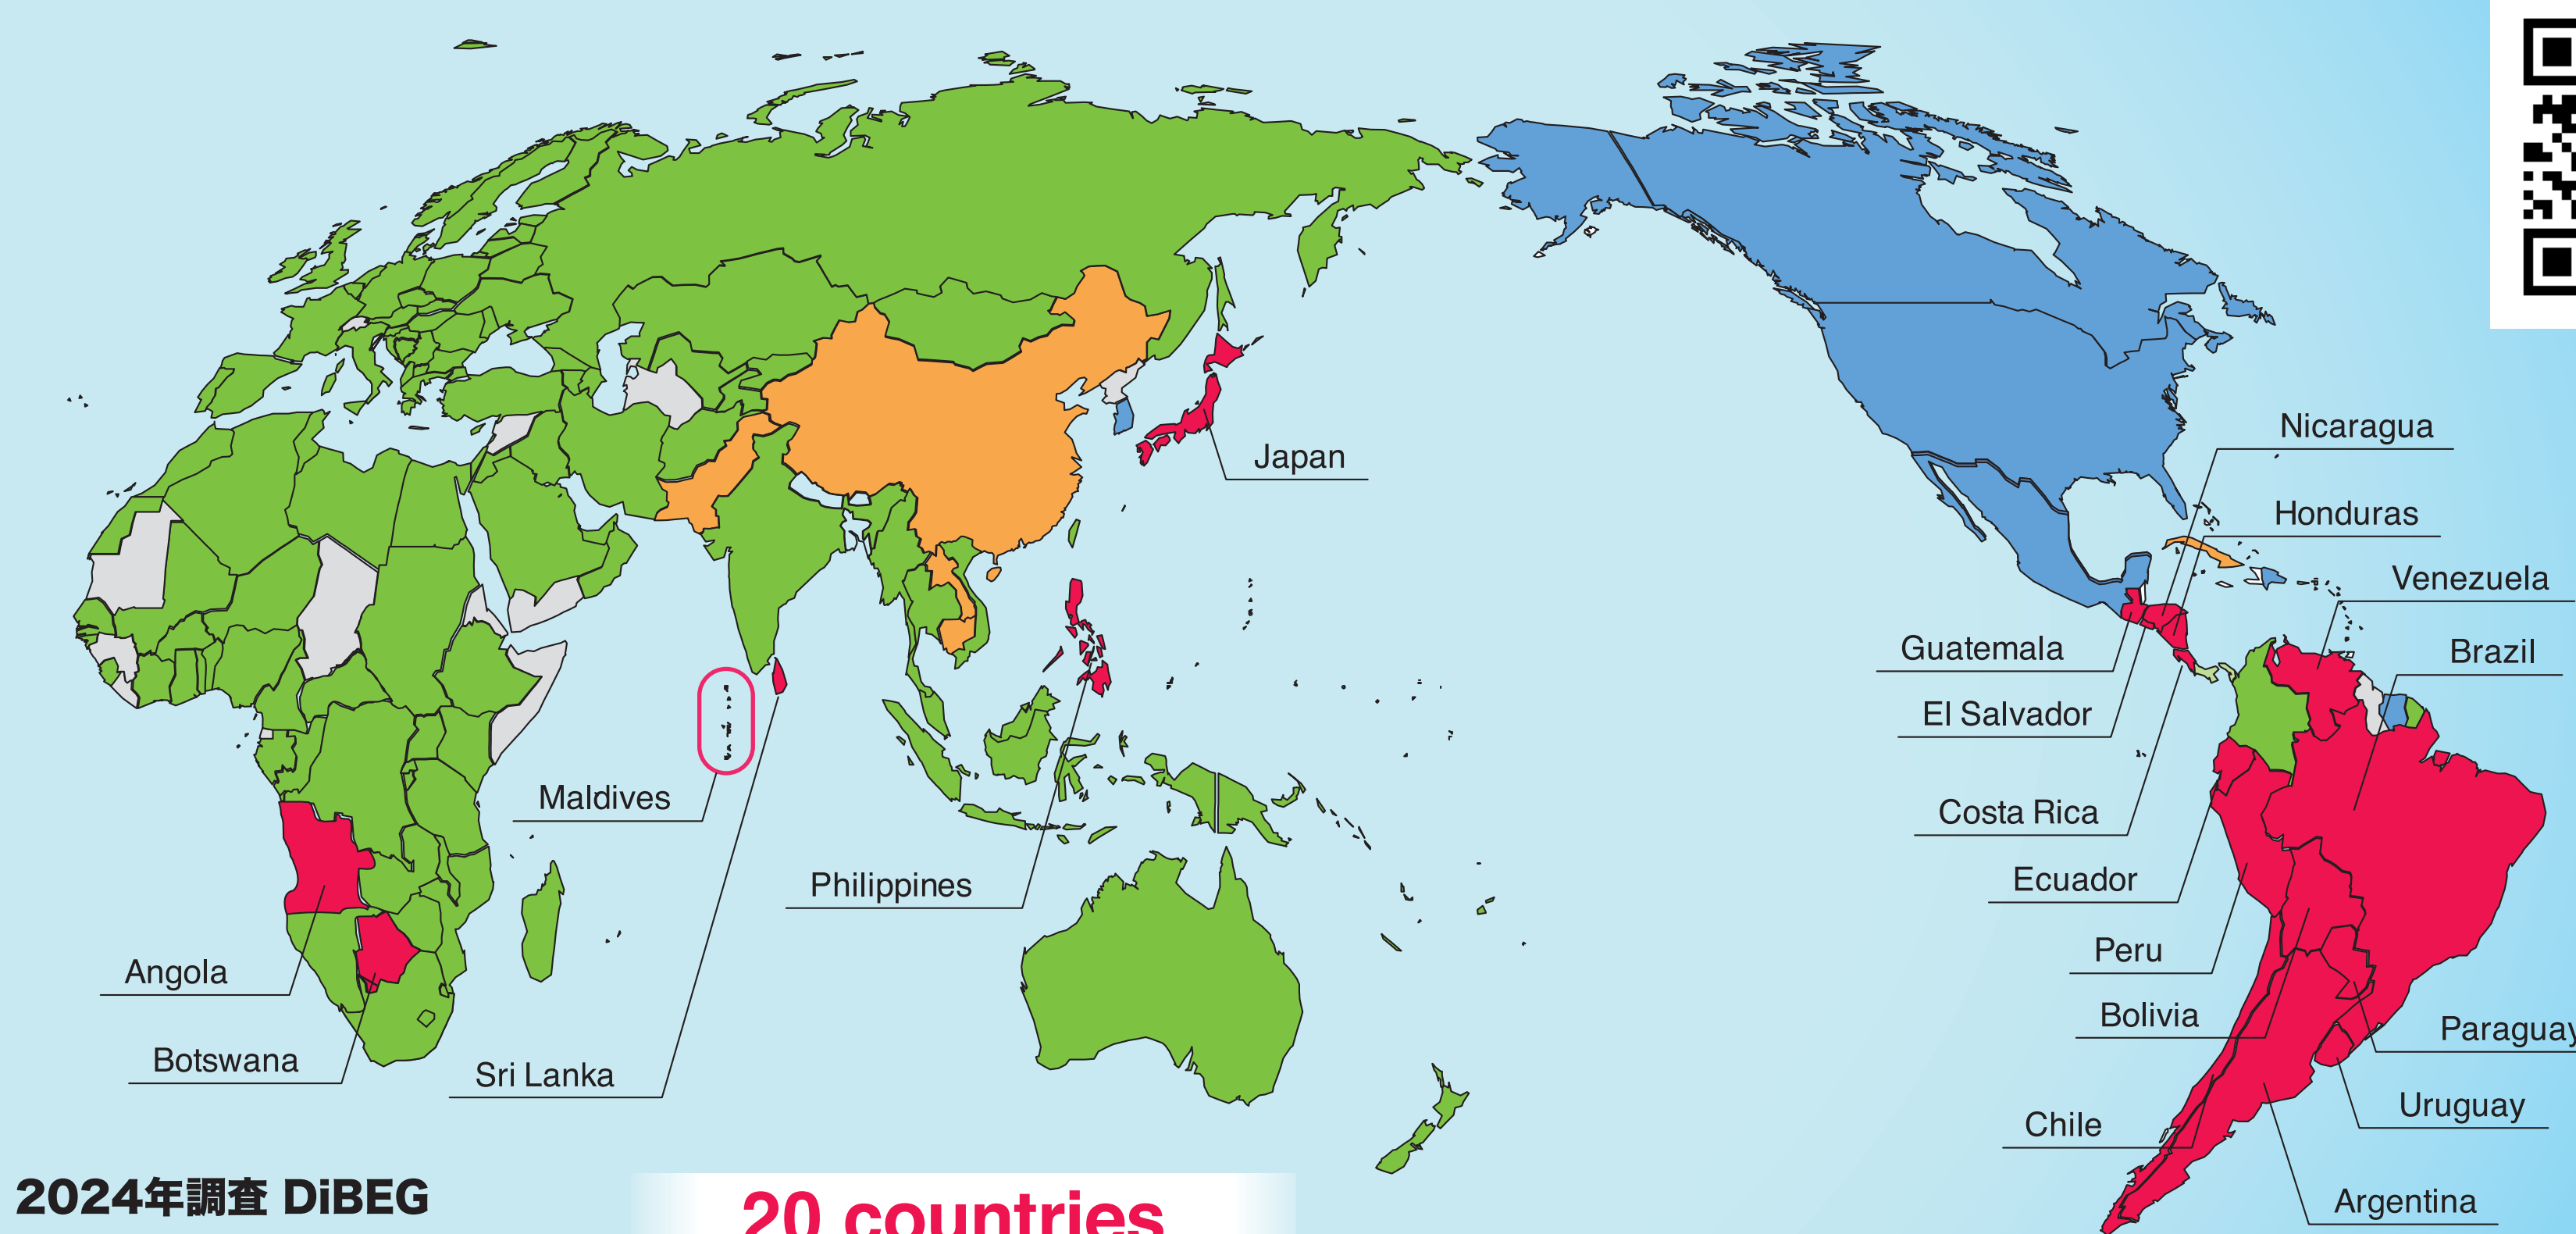 Japan
Nicaragua
Honduras
Venezuela
Brazil
Guatemala
El Salvador
Costa Rica
Ecuador
Peru
Bolivia
Paraguay
Uruguay
Chile
Argentina
Maldives
Philippines
Angola
Botswana
Sri Lanka
2024年調査 DiBEG
20 countries